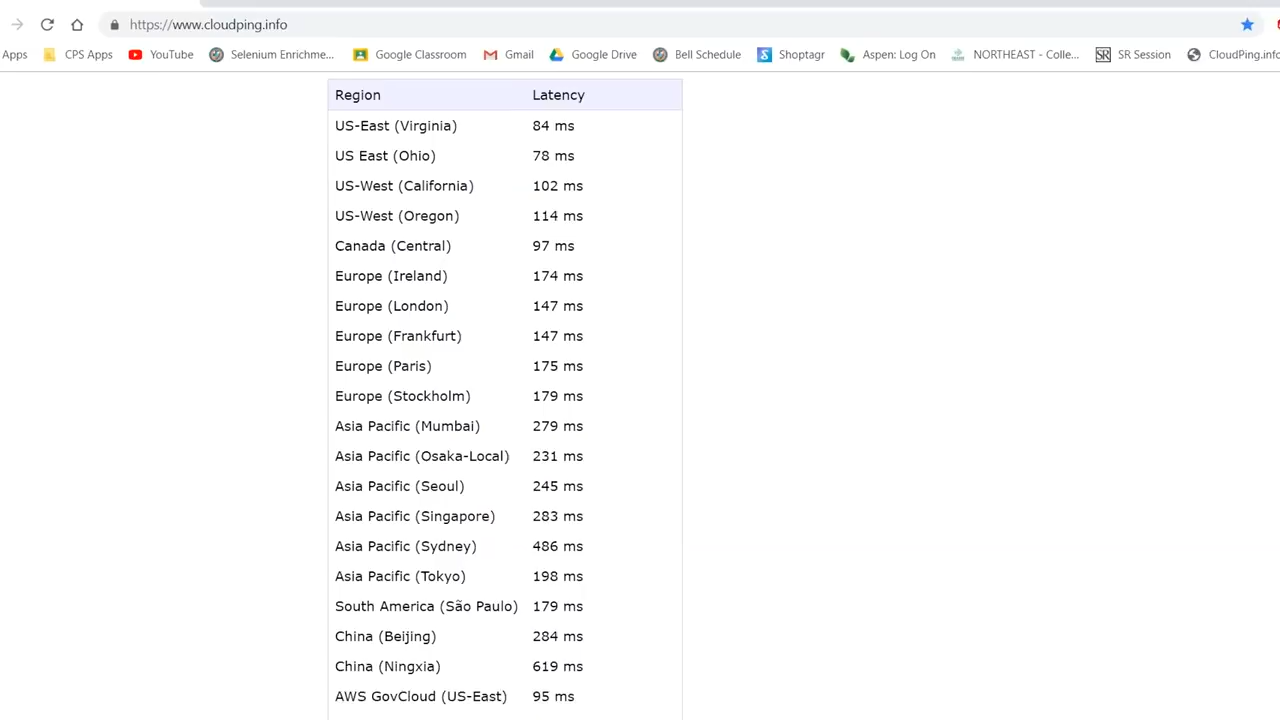 https://www.cloudping.info
Apps CPS Apps YouTube Selenium Enrichme... Google Classroom Gmail Google Drive Bell Schedule Shoptagr Aspen: Log On NORTHEAST - Colle... SR SR Session CloudPing.info
Region Latency
US-East (Virginia) 84 ms
US East (Ohio) 78 ms
US-West (California) 102 ms
US-West (Oregon) 114 ms
Canada (Central) 97 ms
Europe (Ireland) 174 ms
Europe (London) 147 ms
Europe (Frankfurt) 147 ms
Europe (Paris) 175 ms
Europe (Stockholm) 179 ms
Asia Pacific (Mumbai) 279 ms
Asia Pacific (Osaka-Local) 231 ms
Asia Pacific (Seoul) 245 ms
Asia Pacific (Singapore) 283 ms
Asia Pacific (Sydney) 486 ms
Asia Pacific (Tokyo) 198 ms
South America (São Paulo) 179 ms
China (Beijing) 284 ms
China (Ningxia) 619 ms
AWS GovCloud (US-East) 95 ms